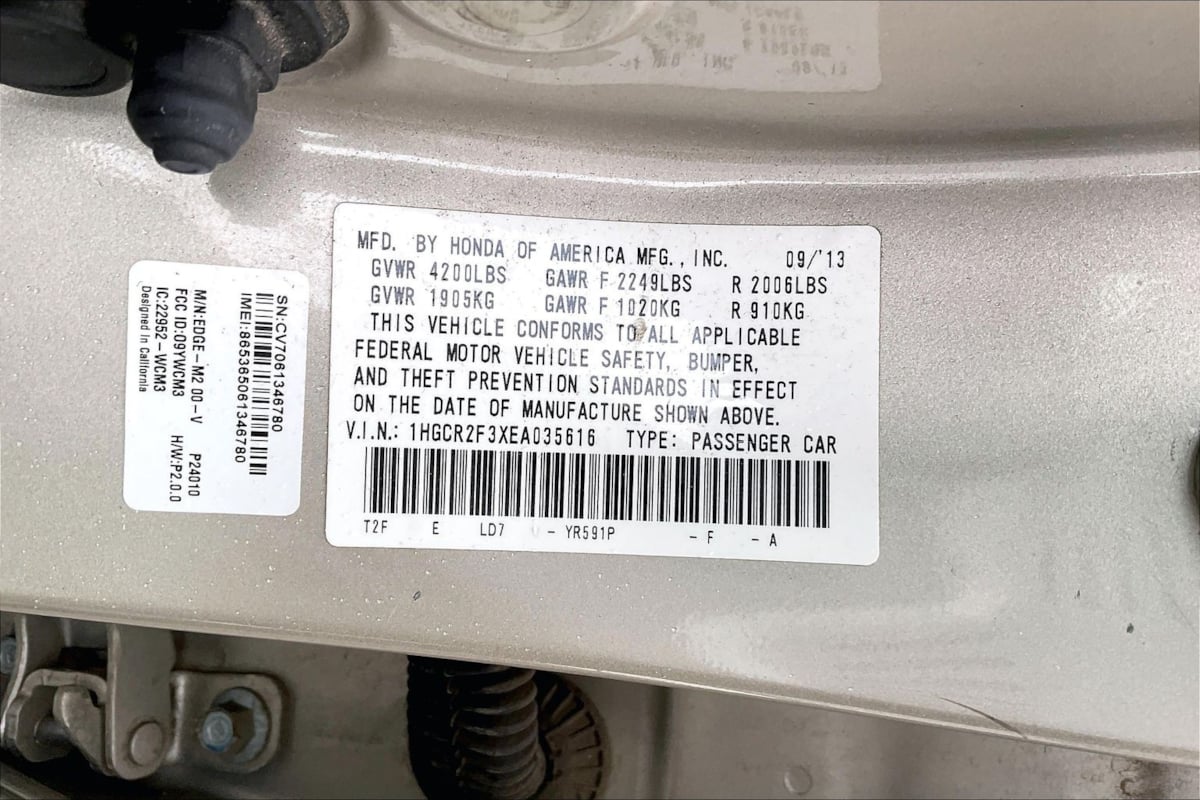 MFD. BY HONDA OF AMERICA MFG., INC. 09/'13
GVWR 4200LBS GAWR F 2249LBS R 2006LBS
GVWR 1905KG GAWR F 1020KG R 910KG
THIS VEHICLE CONFORMS TO ALL APPLICABLE
FEDERAL MOTOR VEHICLE SAFETY, BUMPER,
AND THEFT PREVENTION STANDARDS IN EFFECT
ON THE DATE OF MANUFACTURE SHOWN ABOVE.
V.I.N.: 1HGCR2F3XEA035616 TYPE: PASSENGER CAR
T2F E LD7 - YR591P - F - A
SN:CV7061346780
IMEI:865365061346780
M/N:EDGE-M2 00-V P24010
FCC ID:09YWCM3 H/W:P2.0.0
IC:22952-WCM3
Designed in California